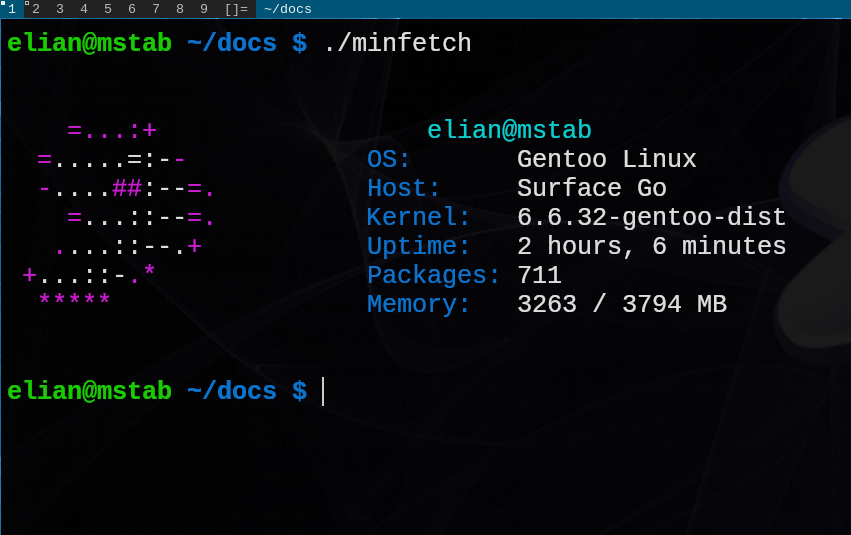 1 2 3 4 5 6 7 8 9 []= ~/docs
elian@mstab ~/docs $ ./minfetch
=...:+ elian@mstab
=.....=:-- OS: Gentoo Linux
-....##:--=. Host: Surface Go
=...::--=. Kernel: 6.6.32-gentoo-dist
....::--.+ Uptime: 2 hours, 6 minutes
+...::-.* Packages: 711
***** Memory: 3263 / 3794 MB
elian@mstab ~/docs $